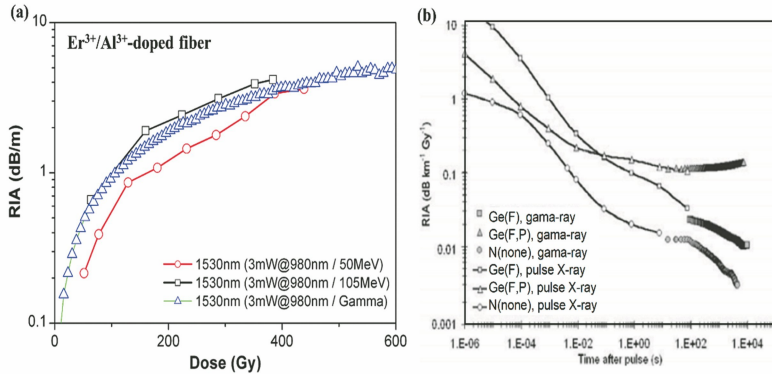 (a)
Er³⁺/Al³⁺-doped fiber
RIA (dB/m)
10
1
0.1
0
200
400
600
Dose (Gy)
1530nm (3mW@980nm / 50MeV)
1530nm (3mW@980nm / 105MeV)
1530nm (3mW@980nm / Gamma)
(b)
RIA (dB km⁻¹ Gy⁻¹)
10
1
0.1
0.01
0.001
Ge(F), gama-ray
Ge(F,P), gama-ray
N(none), gama-ray
Ge(F), pulse X-ray
Ge(F,P), pulse X-ray
N(none), pulse X-ray
1.E-06
1.E-04
1.E-02
1.E+00
1.E+02
1.E+04
Time after pulse (s)